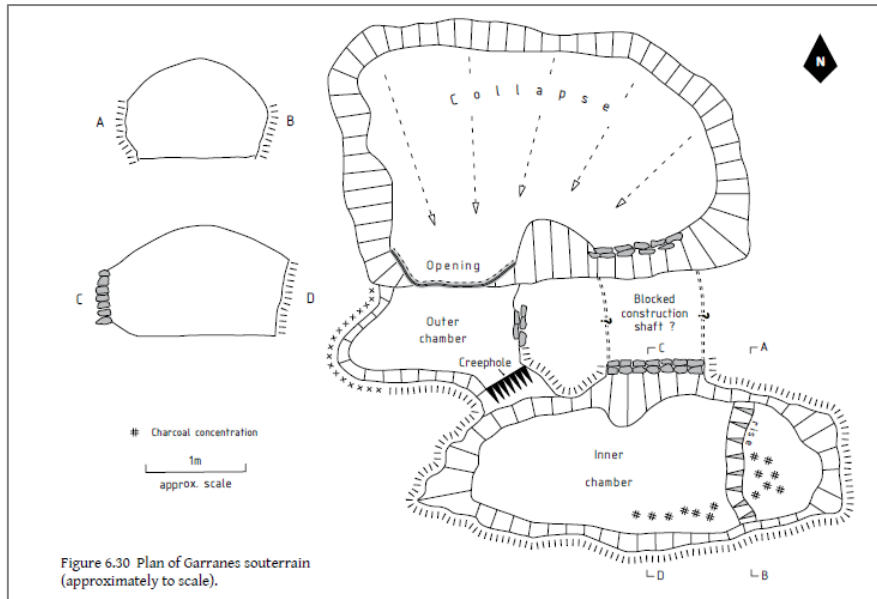 N
Collapse
A
B
Opening
C
D
Outer
chamber
Blocked
construction
shaft ?
?
?
C
A
Creephole
# Charcoal concentration
1m
approx. scale
rise
Inner
chamber
D
B
Figure 6.30 Plan of Garranes souterrain
(approximately to scale).